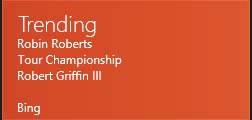 Trending
Robin Roberts
Tour Championship
Robert Griffin III
Bing